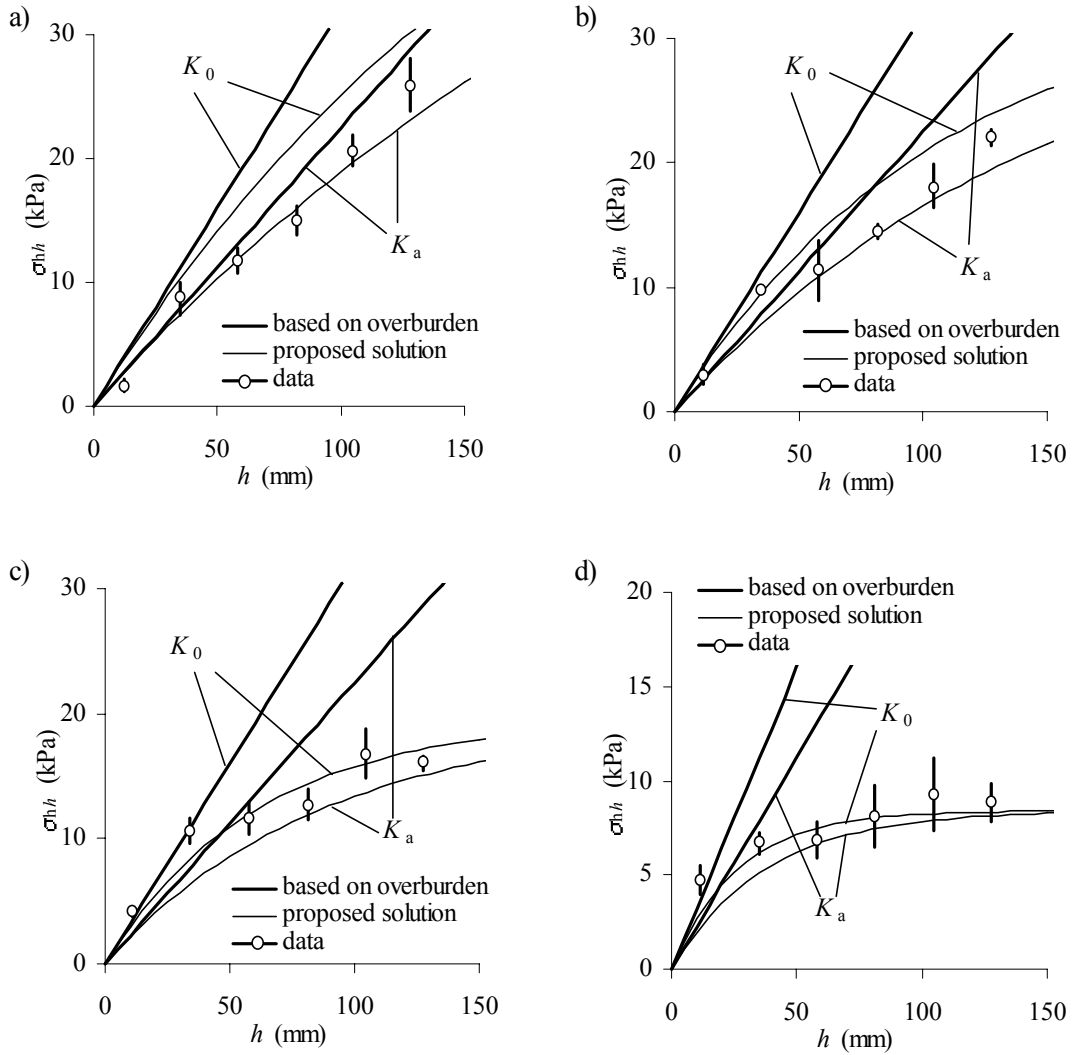 a)
30
20
10
0
σhh (kPa)
K0
Ka
based on overburden
proposed solution
data
0 50 100 150
h (mm)
b)
30
20
10
0
σhh (kPa)
K0
Ka
based on overburden
proposed solution
data
0 50 100 150
h (mm)
c)
30
20
10
0
σhh (kPa)
K0
Ka
based on overburden
proposed solution
data
0 50 100 150
h (mm)
d)
based on overburden
proposed solution
data
20
15
10
5
0
σhh (kPa)
K0
Ka
0 50 100 150
h (mm)